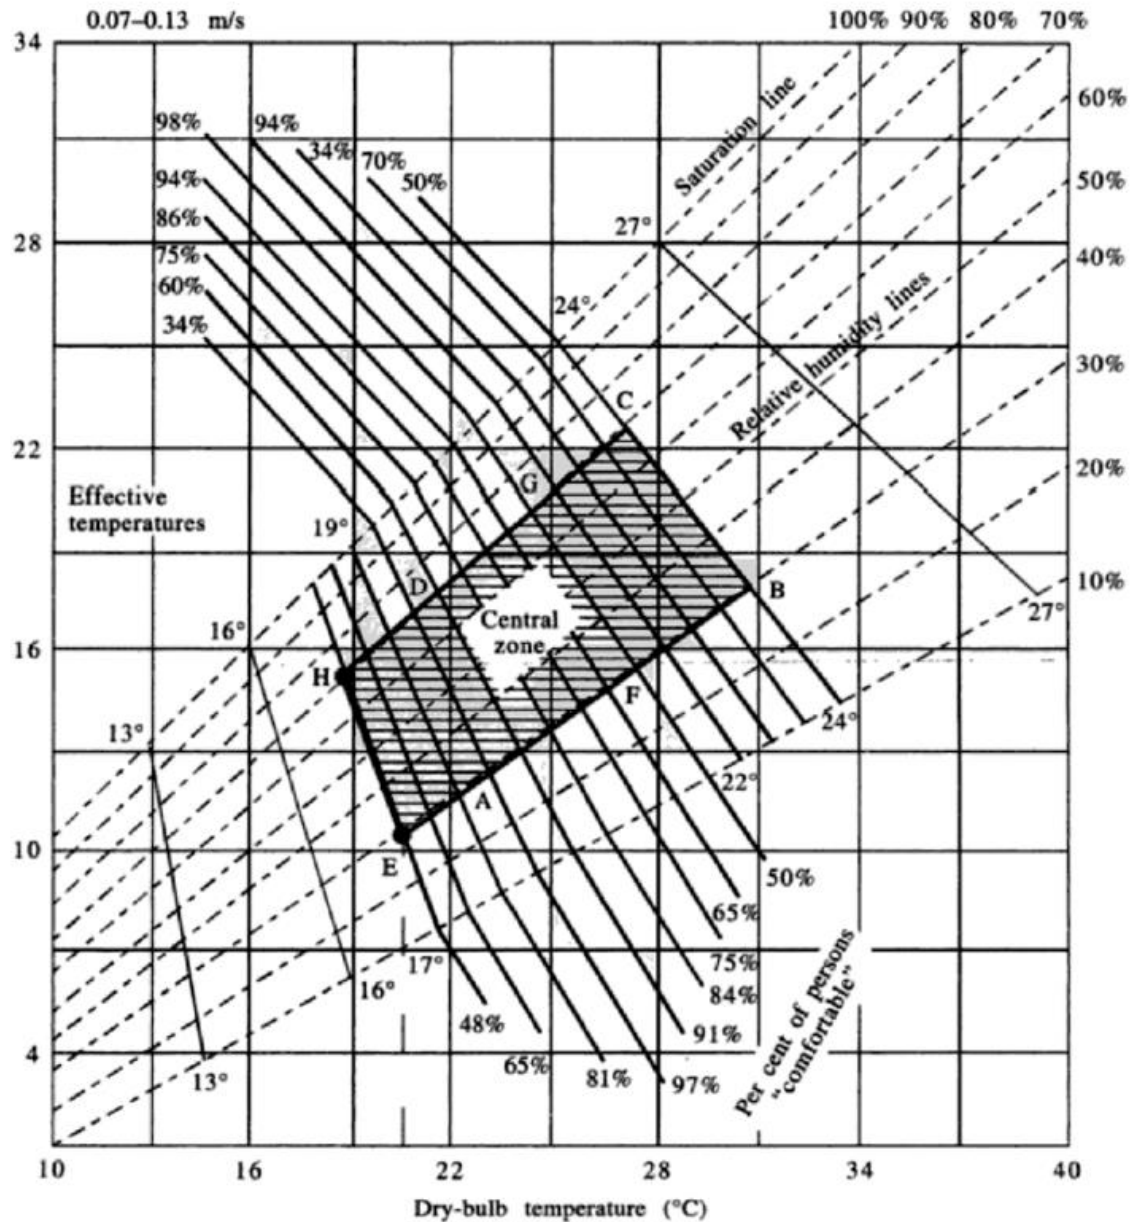 0.07–0.13 m/s
100% 90% 80% 70%
34
98%
94%
34%
70%
50%
Saturation line
60%
94%
50%
86%
27°
28
75%
40%
60%
24°
Relative humidity lines
34%
30%
C
22
20%
G
Effective
temperatures
19°
10%
D
B
Central
zone
27°
16°
16
H
F
13°
24°
22°
A
10
E
50%
65%
17°
75%
16°
84%
48%
91%
4
65%
13°
81%
97%
Per cent of persons
“comfortable”
10 16 22 28 34 40
Dry-bulb temperature (°C)